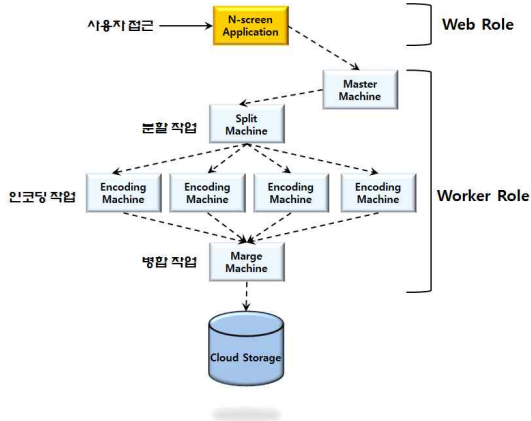 사용자 접근
N-screen
Application
Web Role
Master
Machine
Split
Machine
분할 작업
인코딩 작업
Encoding
Machine
Encoding
Machine
Encoding
Machine
Encoding
Machine
Worker Role
병합 작업
Marge
Machine
Cloud Storage